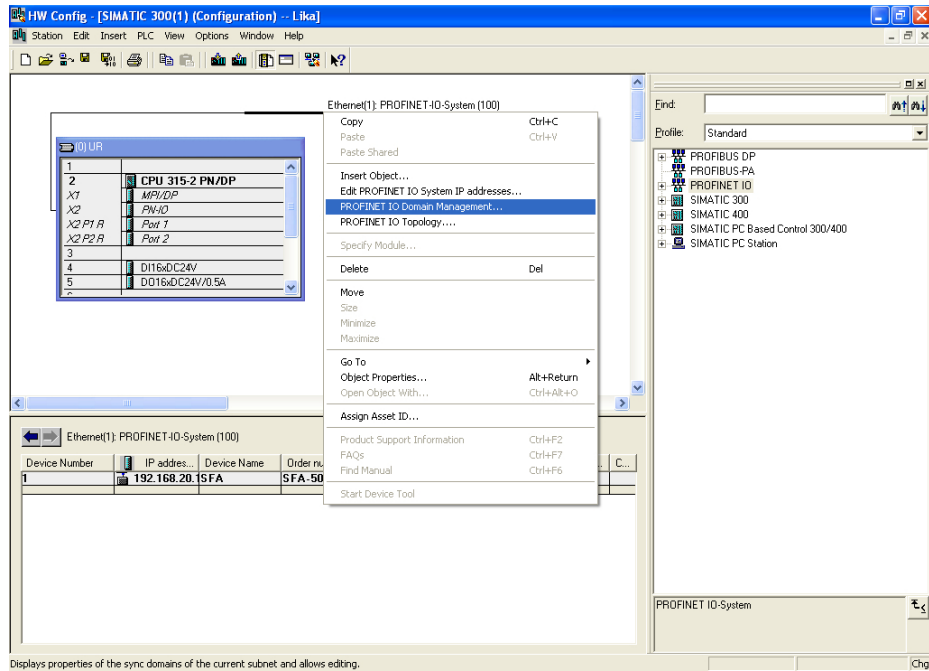 HW Config - [SIMATIC 300(1) (Configuration) -- Lika]
Station Edit Insert PLC View Options Window Help
Ethernet(1): PROFINET-IO-System (100)
(0) UR
1
2 CPU 315-2 PN/DP
X1 MPI/DP
X2 PN-IO
X2 P1 R Port 1
X2 P2 R Port 2
3
4 DI16xDC24V
5 DO16xDC24V/0.5A
Copy Ctrl+C
Paste Ctrl+V
Paste Shared
Insert Object...
Edit PROFINET IO System IP addresses...
PROFINET IO Domain Management...
PROFINET IO Topology....
Specify Module...
Delete Del
Move
Size
Minimize
Maximize
Go To
Object Properties... Alt+Return
Open Object With... Ctrl+Alt+O
Assign Asset ID...
Product Support Information Ctrl+F2
FAQs Ctrl+F7
Find Manual Ctrl+F6
Start Device Tool
Find:
Profile: Standard
PROFIBUS DP
PROFIBUS-PA
PROFINET IO
SIMATIC 300
SIMATIC 400
SIMATIC PC Based Control 300/400
SIMATIC PC Station
Ethernet(1): PROFINET-IO-System (100)
Device Number IP addres... Device Name Order nu C...
1 192.168.20.1 SFA SFA-50
PROFINET IO-System
Displays properties of the sync domains of the current subnet and allows editing. Chg